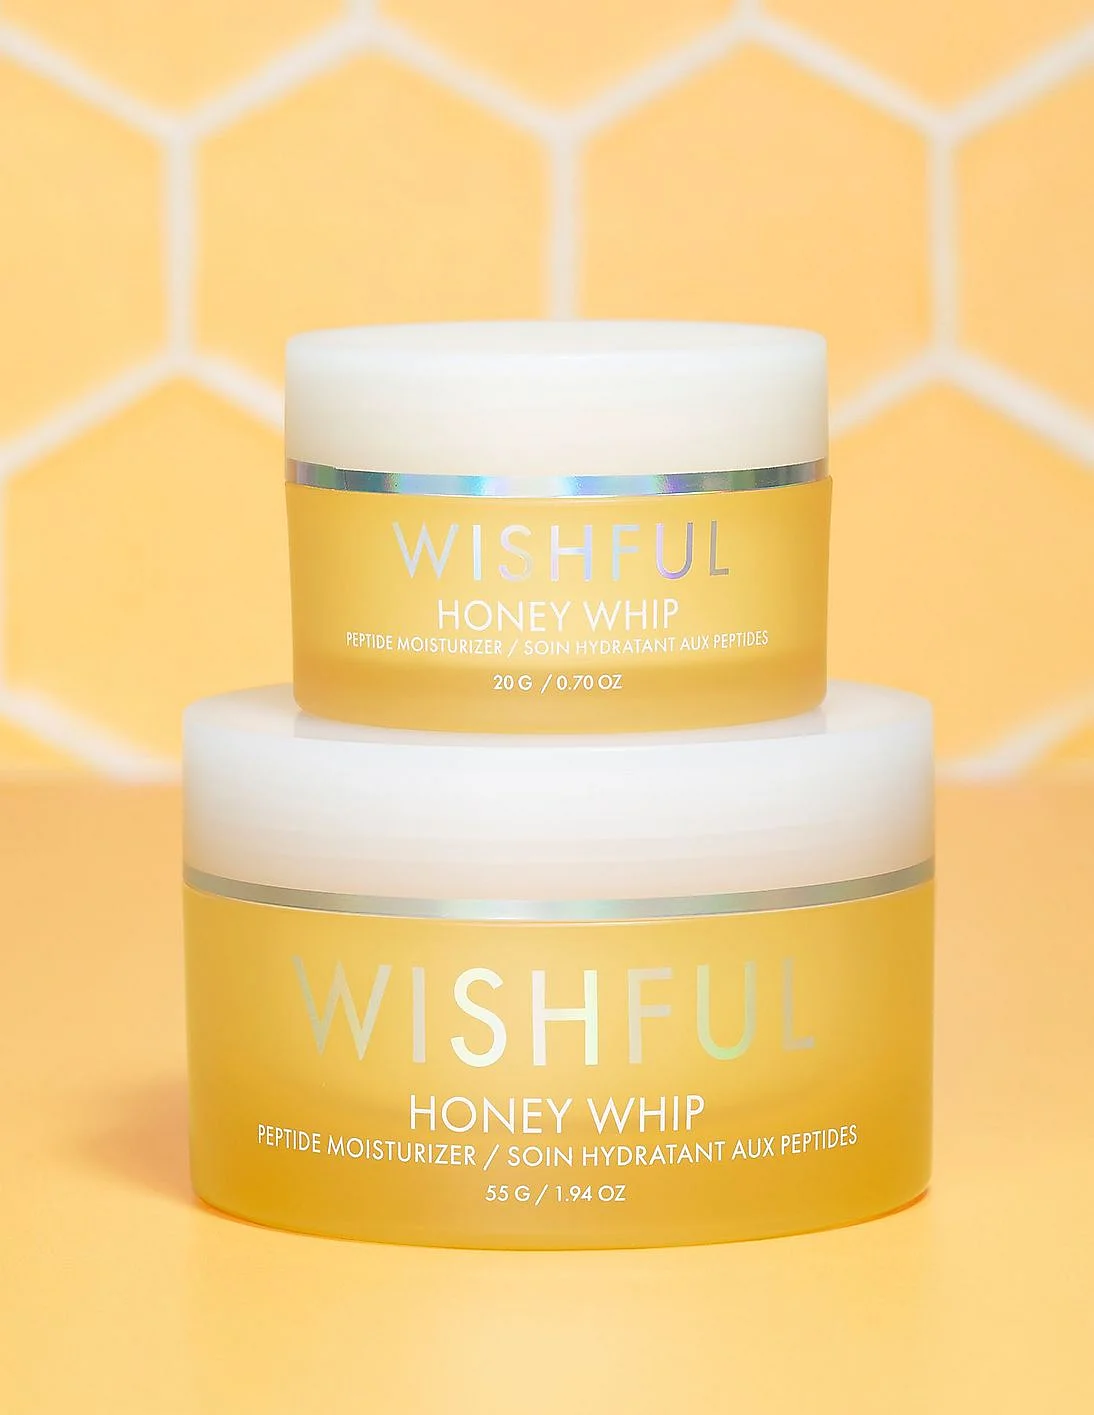 WISHFUL
HONEY WHIP
PEPTIDE MOISTURIZER / SOIN HYDRATANT AUX PEPTIDES
20 G / 0.70 OZ
WISHFUL
HONEY WHIP
PEPTIDE MOISTURIZER / SOIN HYDRATANT AUX PEPTIDES
55 G / 1.94 OZ